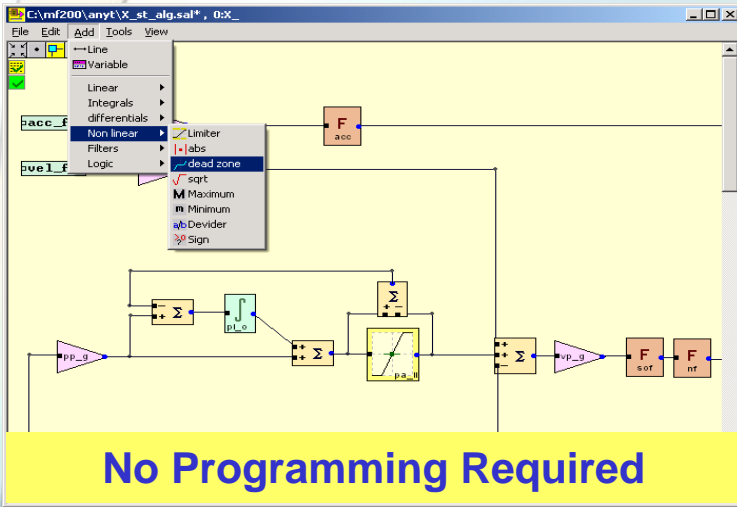 C:\mf200\anyt\X_st_alg.sal* , 0:X_
File Edit Add Tools View
Line
Variable
Linear
Integrals
differentials
Non linear
Filters
Logic
Limiter
abs
dead zone
sqrt
Maximum
Minimum
a/b Devider
Sign
acc_f
vel_f
F
acc
Σ
+ -
- + Σ
∫
pi_o
pp_g
+ + Σ
pa_ll
+ + - Σ
vp_g
F
sof
F
nf
No Programming Required